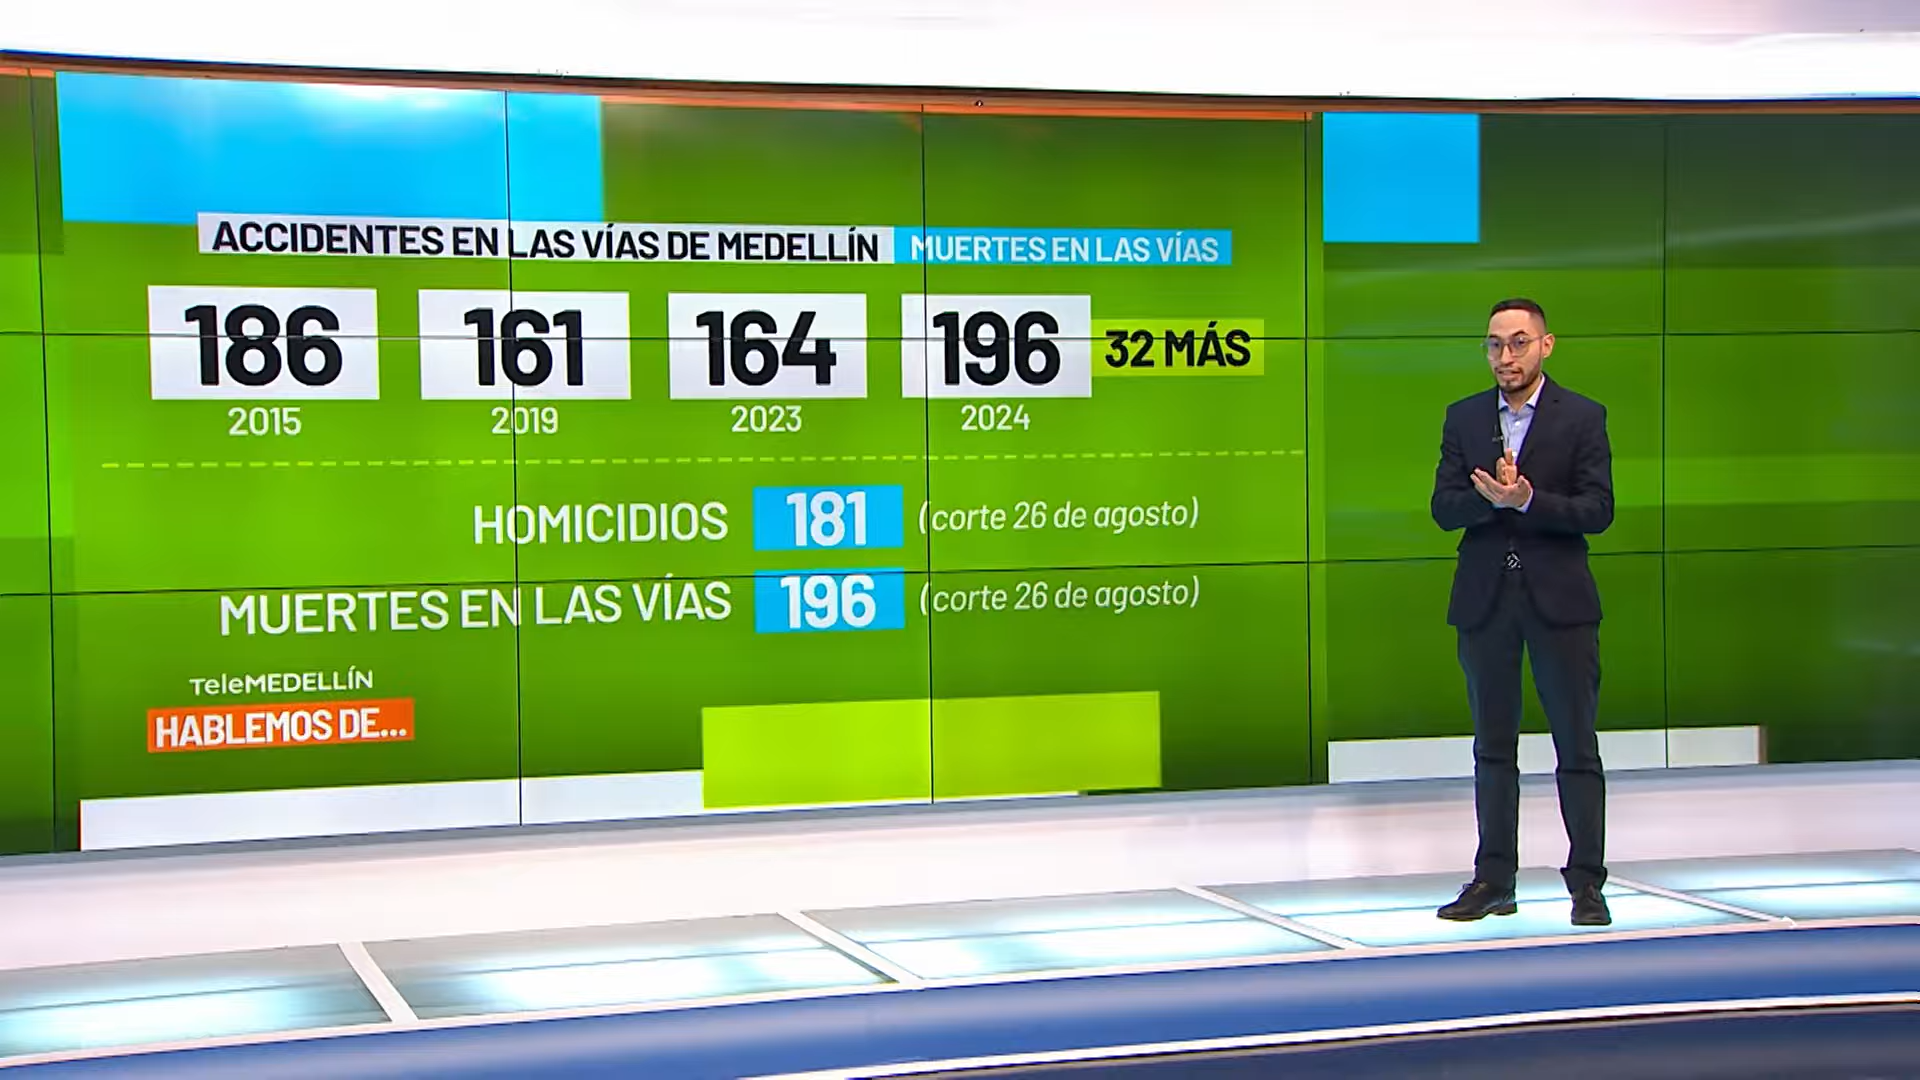 ACCIDENTES EN LAS VÍAS DE MEDELLÍN MUERTES EN LAS VÍAS
186 161 164 196 32 MÁS
2015 2019 2023 2024
HOMICIDIOS 181 (corte 26 de agosto)
MUERTES EN LAS VÍAS 196 (corte 26 de agosto)
TeleMEDELLÍN
HABLEMOS DE...